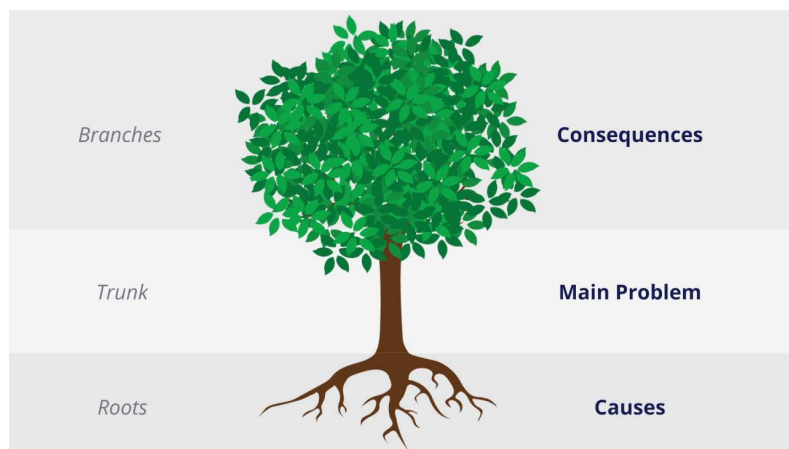 Branches
Consequences
Trunk
Main Problem
Roots
Causes